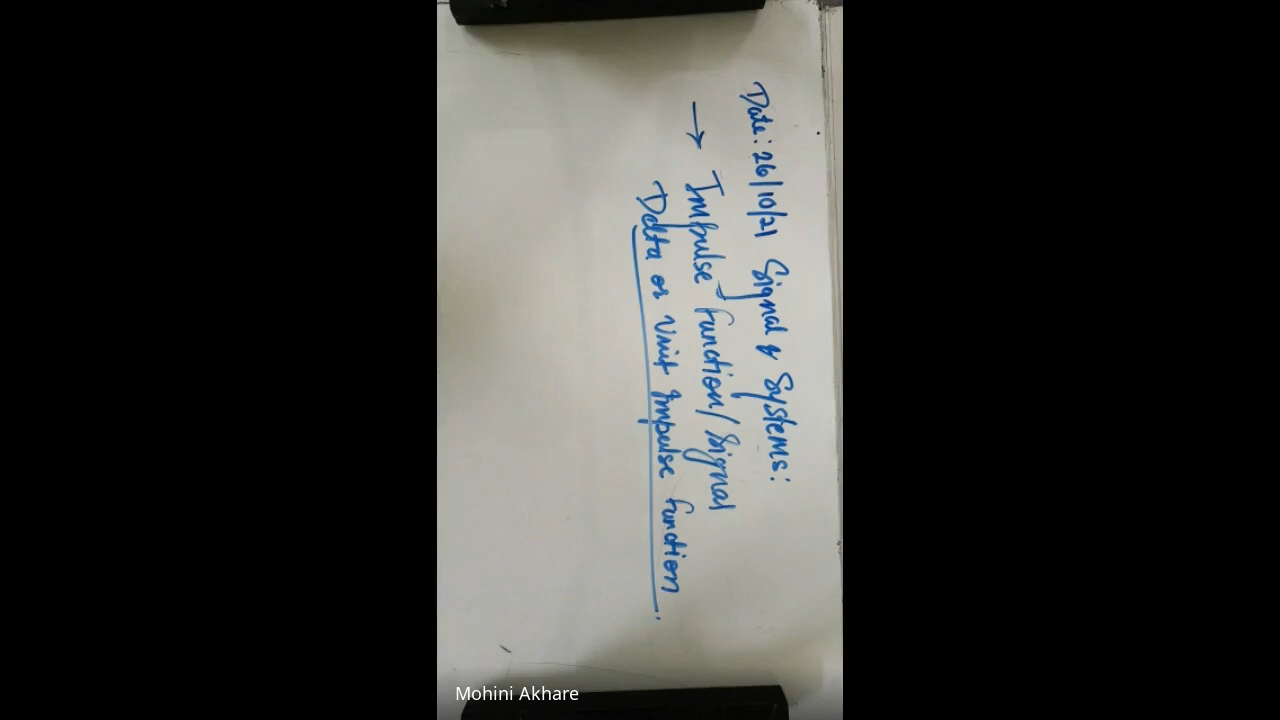 Date: 26/10/21 Signal & Systems:
→ Impulse function/Signal
Delta or Unit Impulse function.
Mohini Akhare